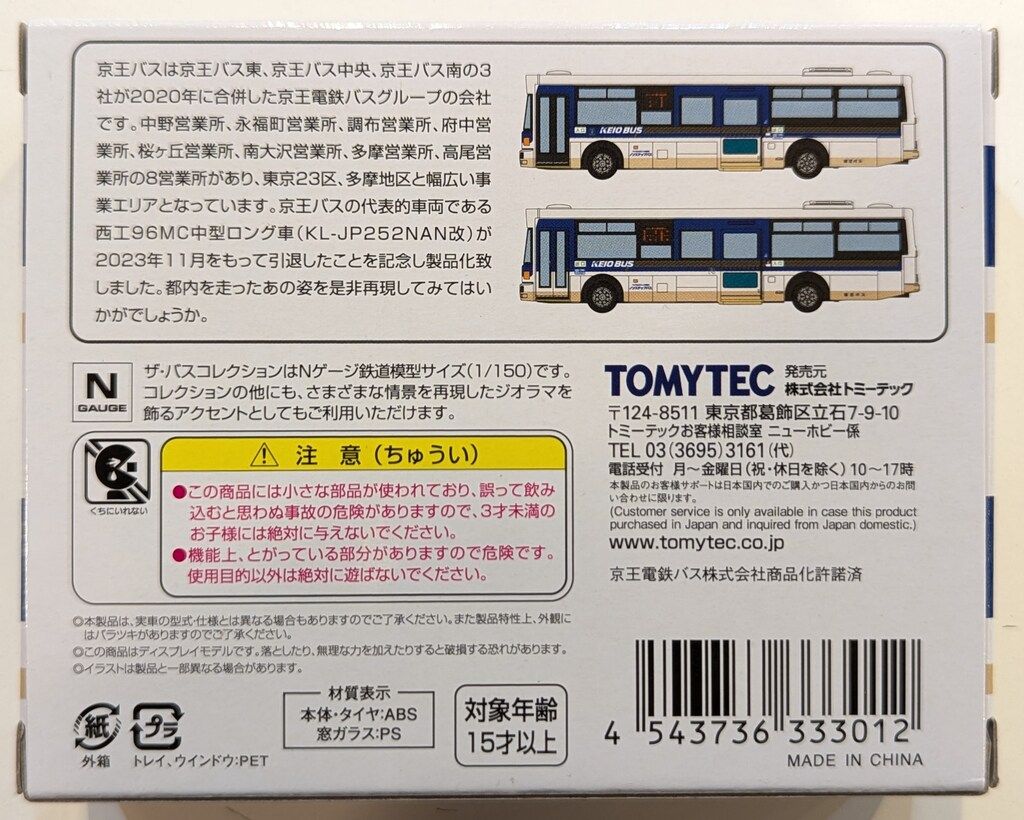 京王バスは京王バス東、京王バス中央、京王バス南の3
社が2020年に合併した京王電鉄バスグループの会社
です。中野営業所、永福町営業所、調布営業所、府中営
業所、桜ヶ丘営業所、南大沢営業所、多摩営業所、高尾営
業所の8営業所があり、東京23区、多摩地区と幅広い事
業エリアとなっています。京王バスの代表的車両である
西工96MC中型ロング車(KL-JP252NAN改)が
2023年11月をもって引退したことを記念し製品化致
しました。都内を走ったあの姿を是非再現してみてはい
かがでしょうか。
KEIO BUS
KEIO BUS
N
GAUGE
ザ・バスコレクションはNゲージ鉄道模型サイズ(1/150)です。
コレクションの他にも、さまざまな情景を再現したジオラマを
飾るアクセントとしてもご利用いただけます。
くちにいれない
注 意 (ちゅうい)
●この商品には小さな部品が使われており、誤って飲み
込むと思わぬ事故の危険がありますので、3才未満の
お子様には絶対に与えないでください。
●機能上、とがっている部分がありますので危険です。
使用目的以外は絶対に遊ばないでください。
◎本製品は、実車の型式・仕様とは異なる場合もありますのでご了承ください。また製品特性上、外観に
はバラツキがありますのでご了承ください。
◎この商品はディスプレイモデルです。落としたり、無理な力を加えたりすると破損する恐れがあります。
◎イラストは製品と一部異なる場合があります。
紙
外箱
プラ
トレイ、ウインドウ:PET
材質表示
本体・タイヤ:ABS
窓ガラス:PS
対象年齢
15才以上
TOMYTEC 発売元
株式会社トミーテック
〒124-8511 東京都葛飾区立石7-9-10
トミーテックお客様相談室 ニューホビー係
TEL 03(3695)3161(代)
電話受付 月〜金曜日(祝・休日を除く)10〜17時
本製品のお客様サポートは日本国内でのご購入かつ日本国内からのお問
い合わせに限ります。
(Customer service is only available in case this product
purchased in Japan and inquired from Japan domestic.)
www.tomytec.co.jp
京王電鉄バス株式会社商品化許諾済
4 543736 333012
MADE IN CHINA